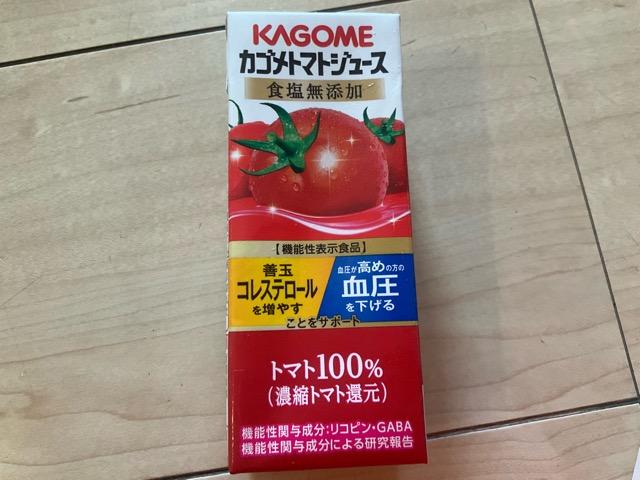 KAGOME
カゴメトマトジュース
食塩無添加
【機能性表示食品】
善玉
コレステロール
を増やす
血圧が高めの方の
血圧
を下げる
ことをサポート
トマト100%
(濃縮トマト還元)
機能性関与成分:リコピン・GABA
機能性関与成分による研究報告